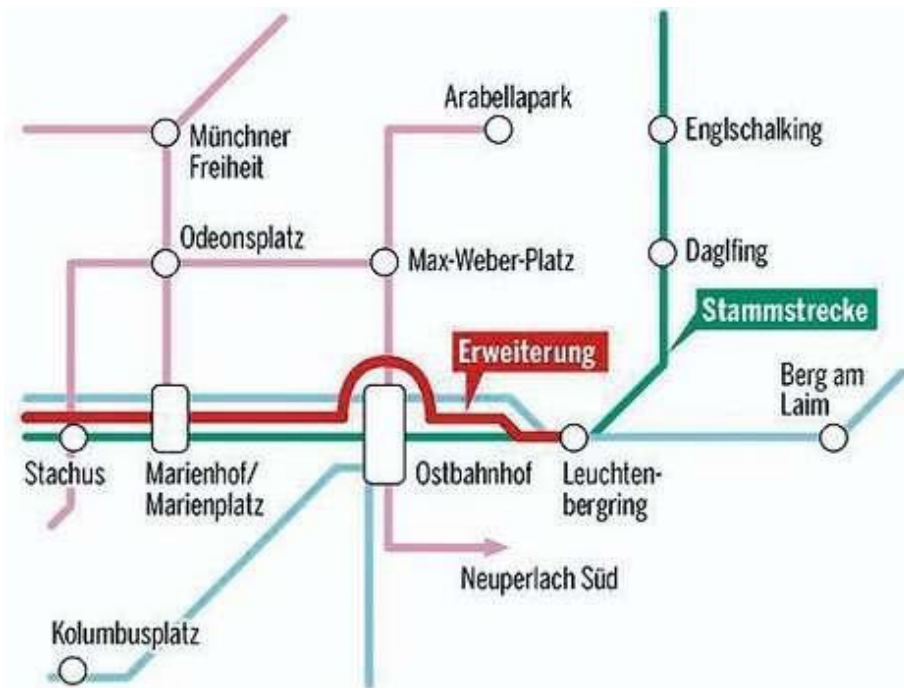 Arabellapark
Englschalking
Münchner
Freiheit
Odeonsplatz
Max-Weber-Platz
Daglfing
Stammstrecke
Erweiterung
Berg am
Laim
Stachus
Marienhof/
Marienplatz
Ostbahnhof
Leuchten-
bergring
Neuperlach Süd
Kolumbusplatz